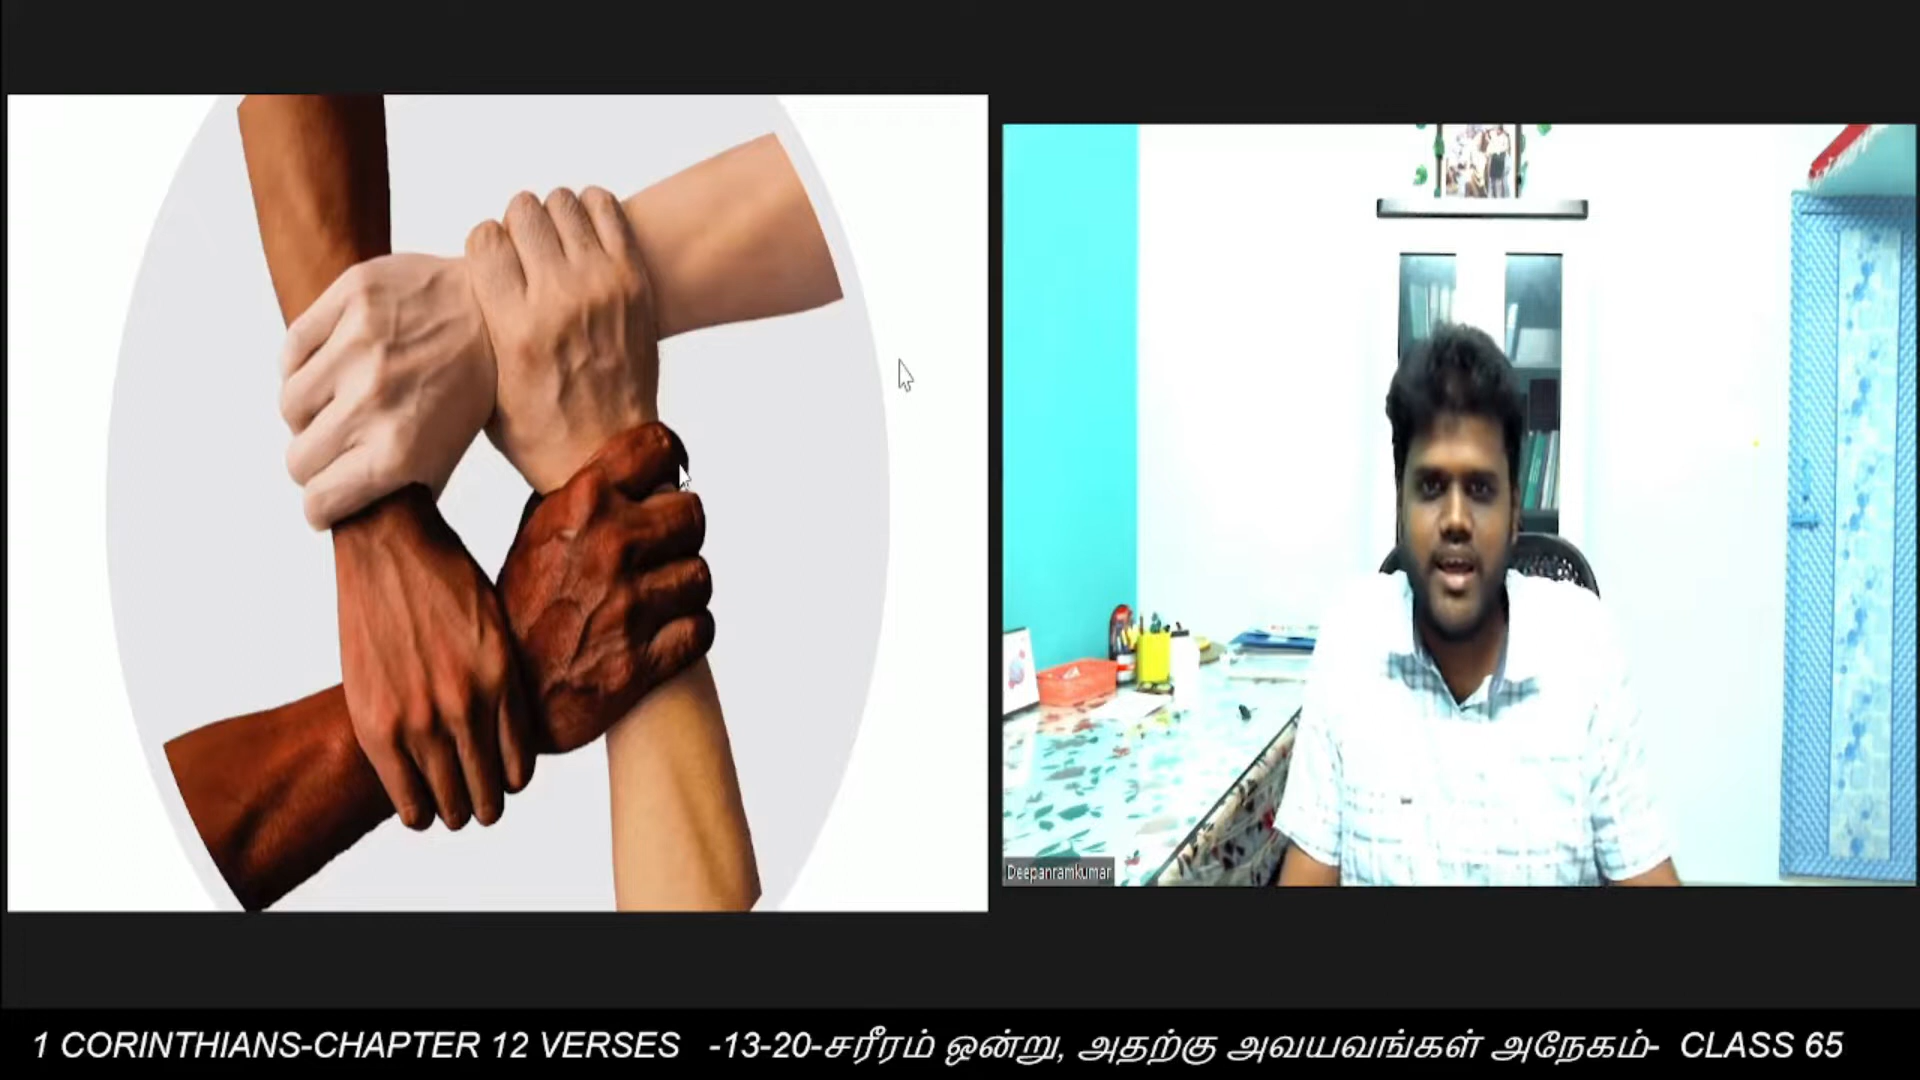 Deepanramkumar
1 CORINTHIANS-CHAPTER 12 VERSES -13-20-சரீரம் ஒன்று, அதற்கு அவயவங்கள் அநேகம்- CLASS 65